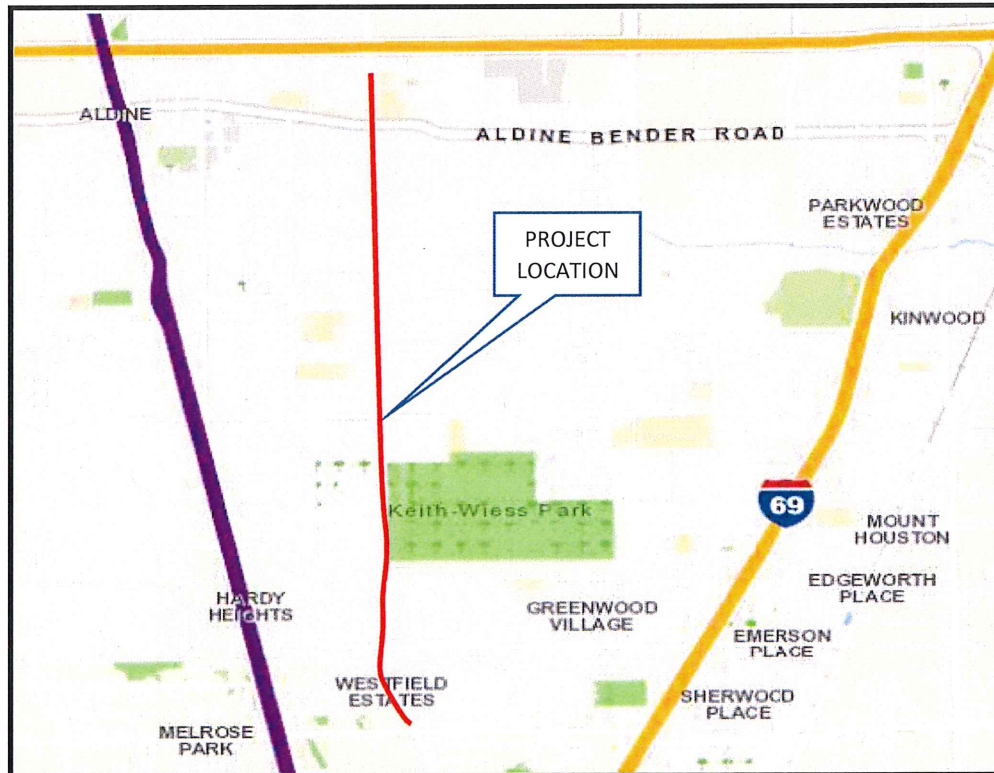 ALDINE
ALDINE BENDER ROAD
PARKWOOD
ESTATES
PROJECT
LOCATION
KINWOOD
69
Keith-Wiess Park
MOUNT
HOUSTON
EDGEWORTH
PLACE
HARDY
HEIGHTS
GREENWOOD
VILLAGE
EMERSON
PLACE
WESTFIELD
ESTATES
SHERWOOD
PLACE
MELROSE
PARK